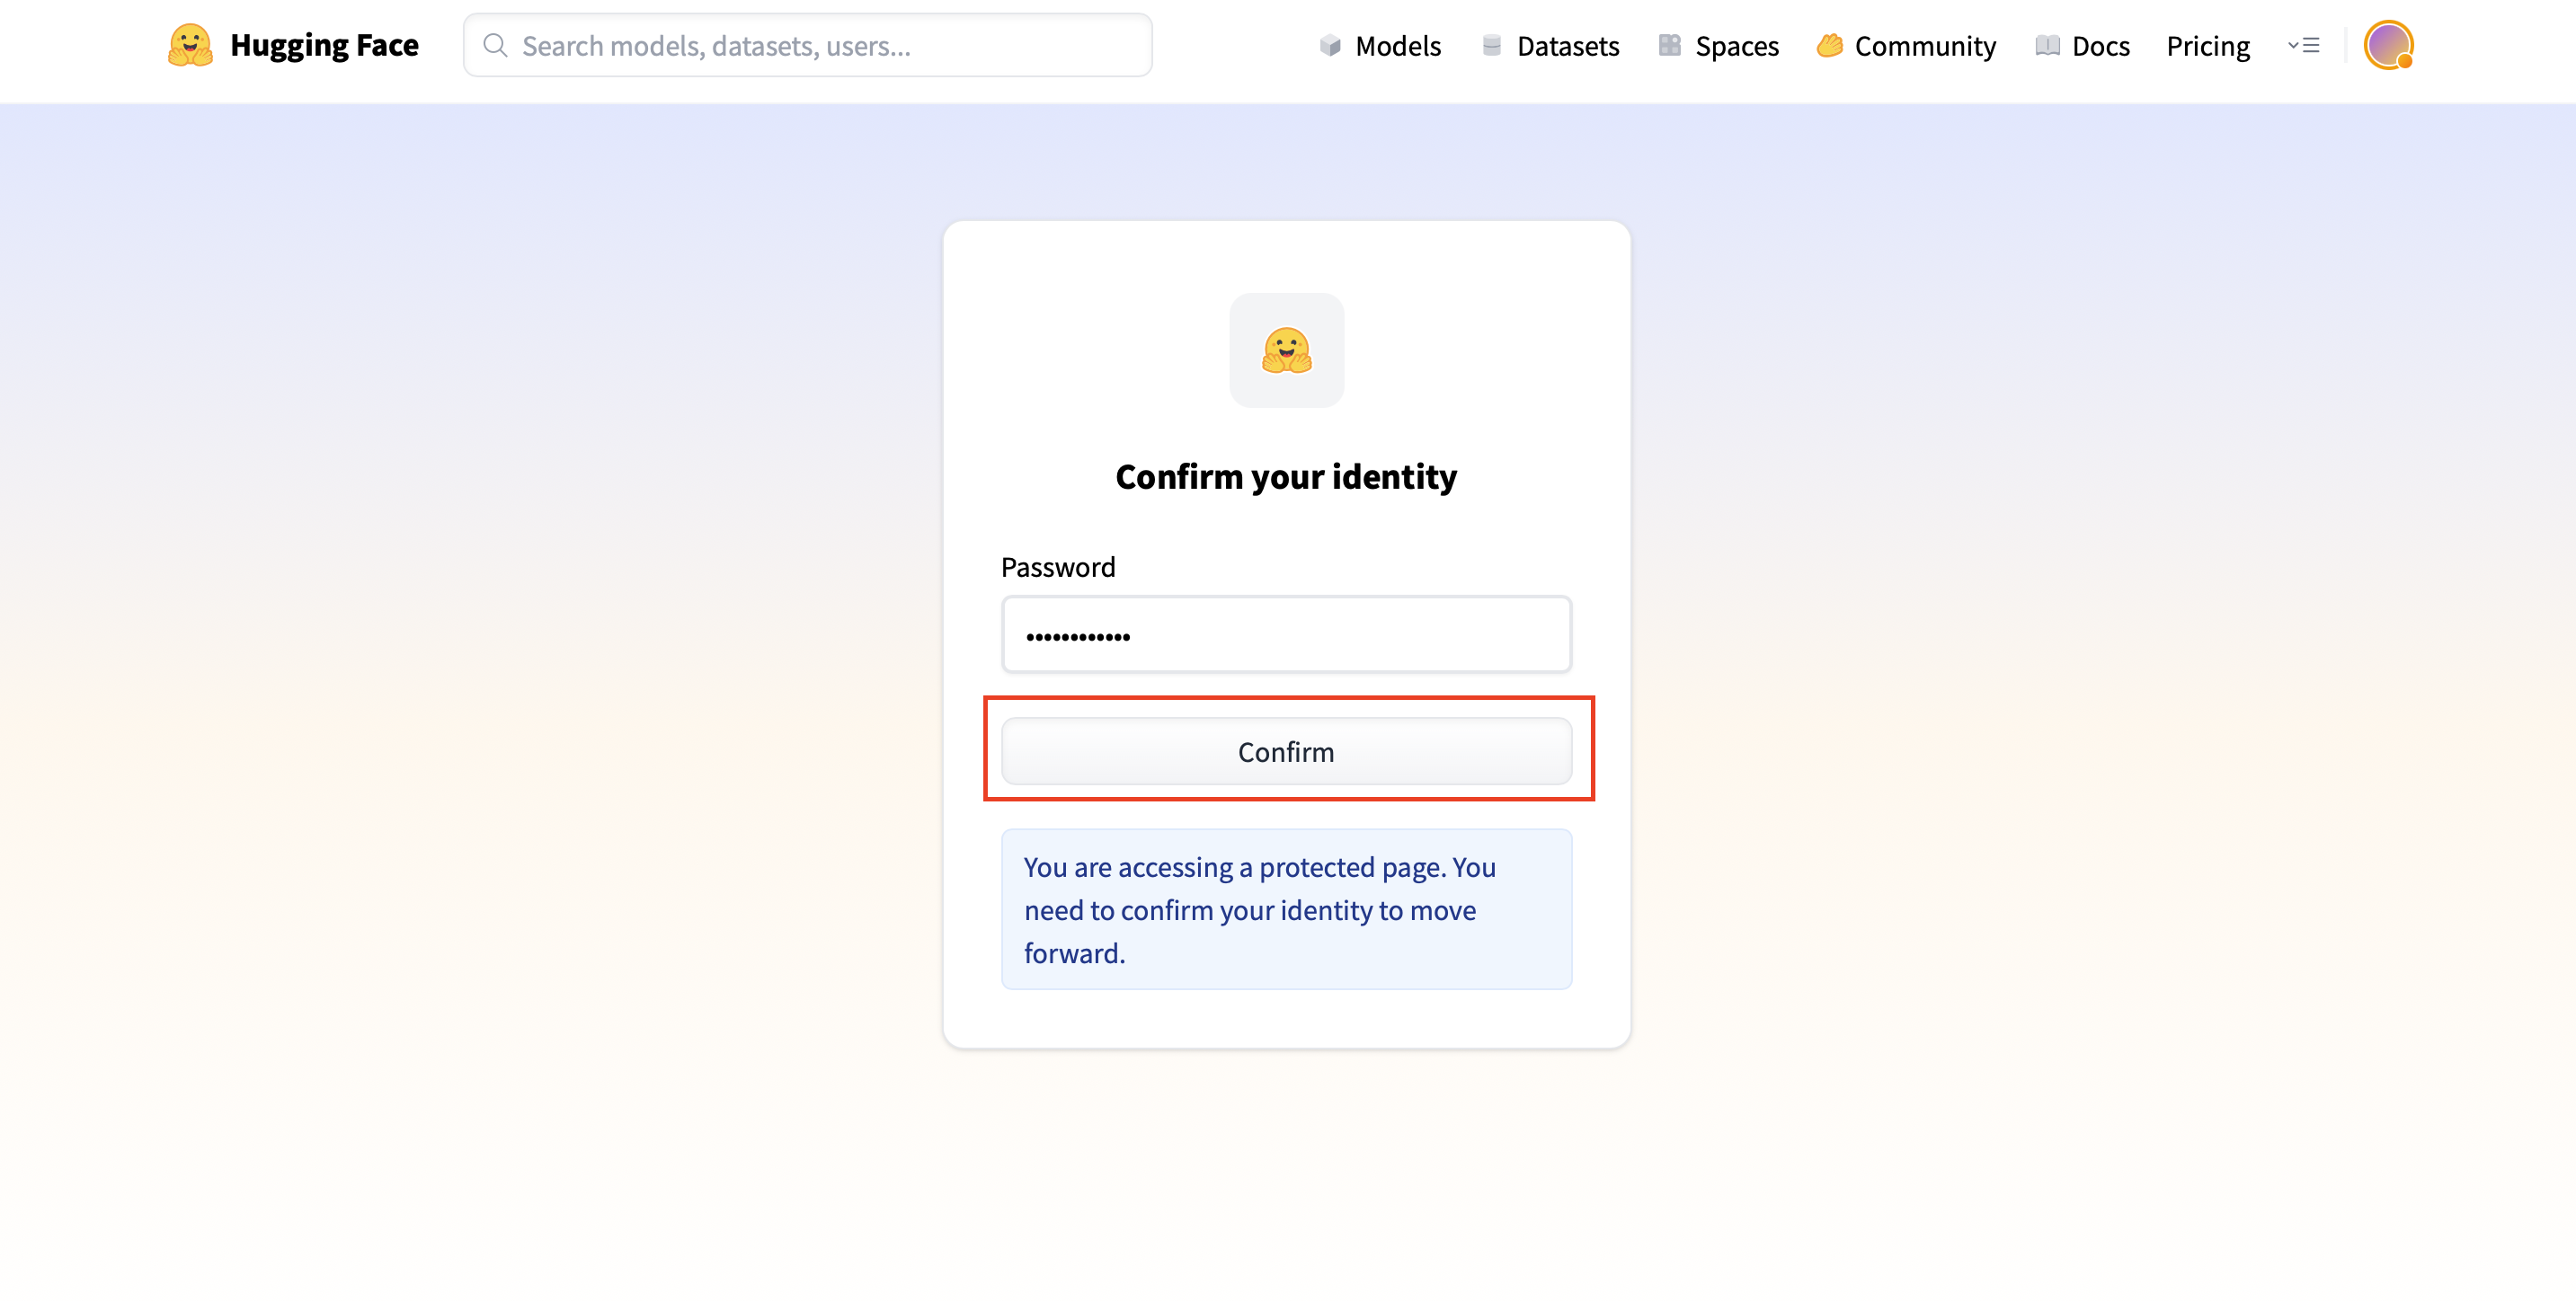 Hugging Face
Search models, datasets, users...
Models
Datasets
Spaces
Community
Docs
Pricing
Confirm your identity
Password
••••••••••••
Confirm
You are accessing a protected page. You
need to confirm your identity to move
forward.